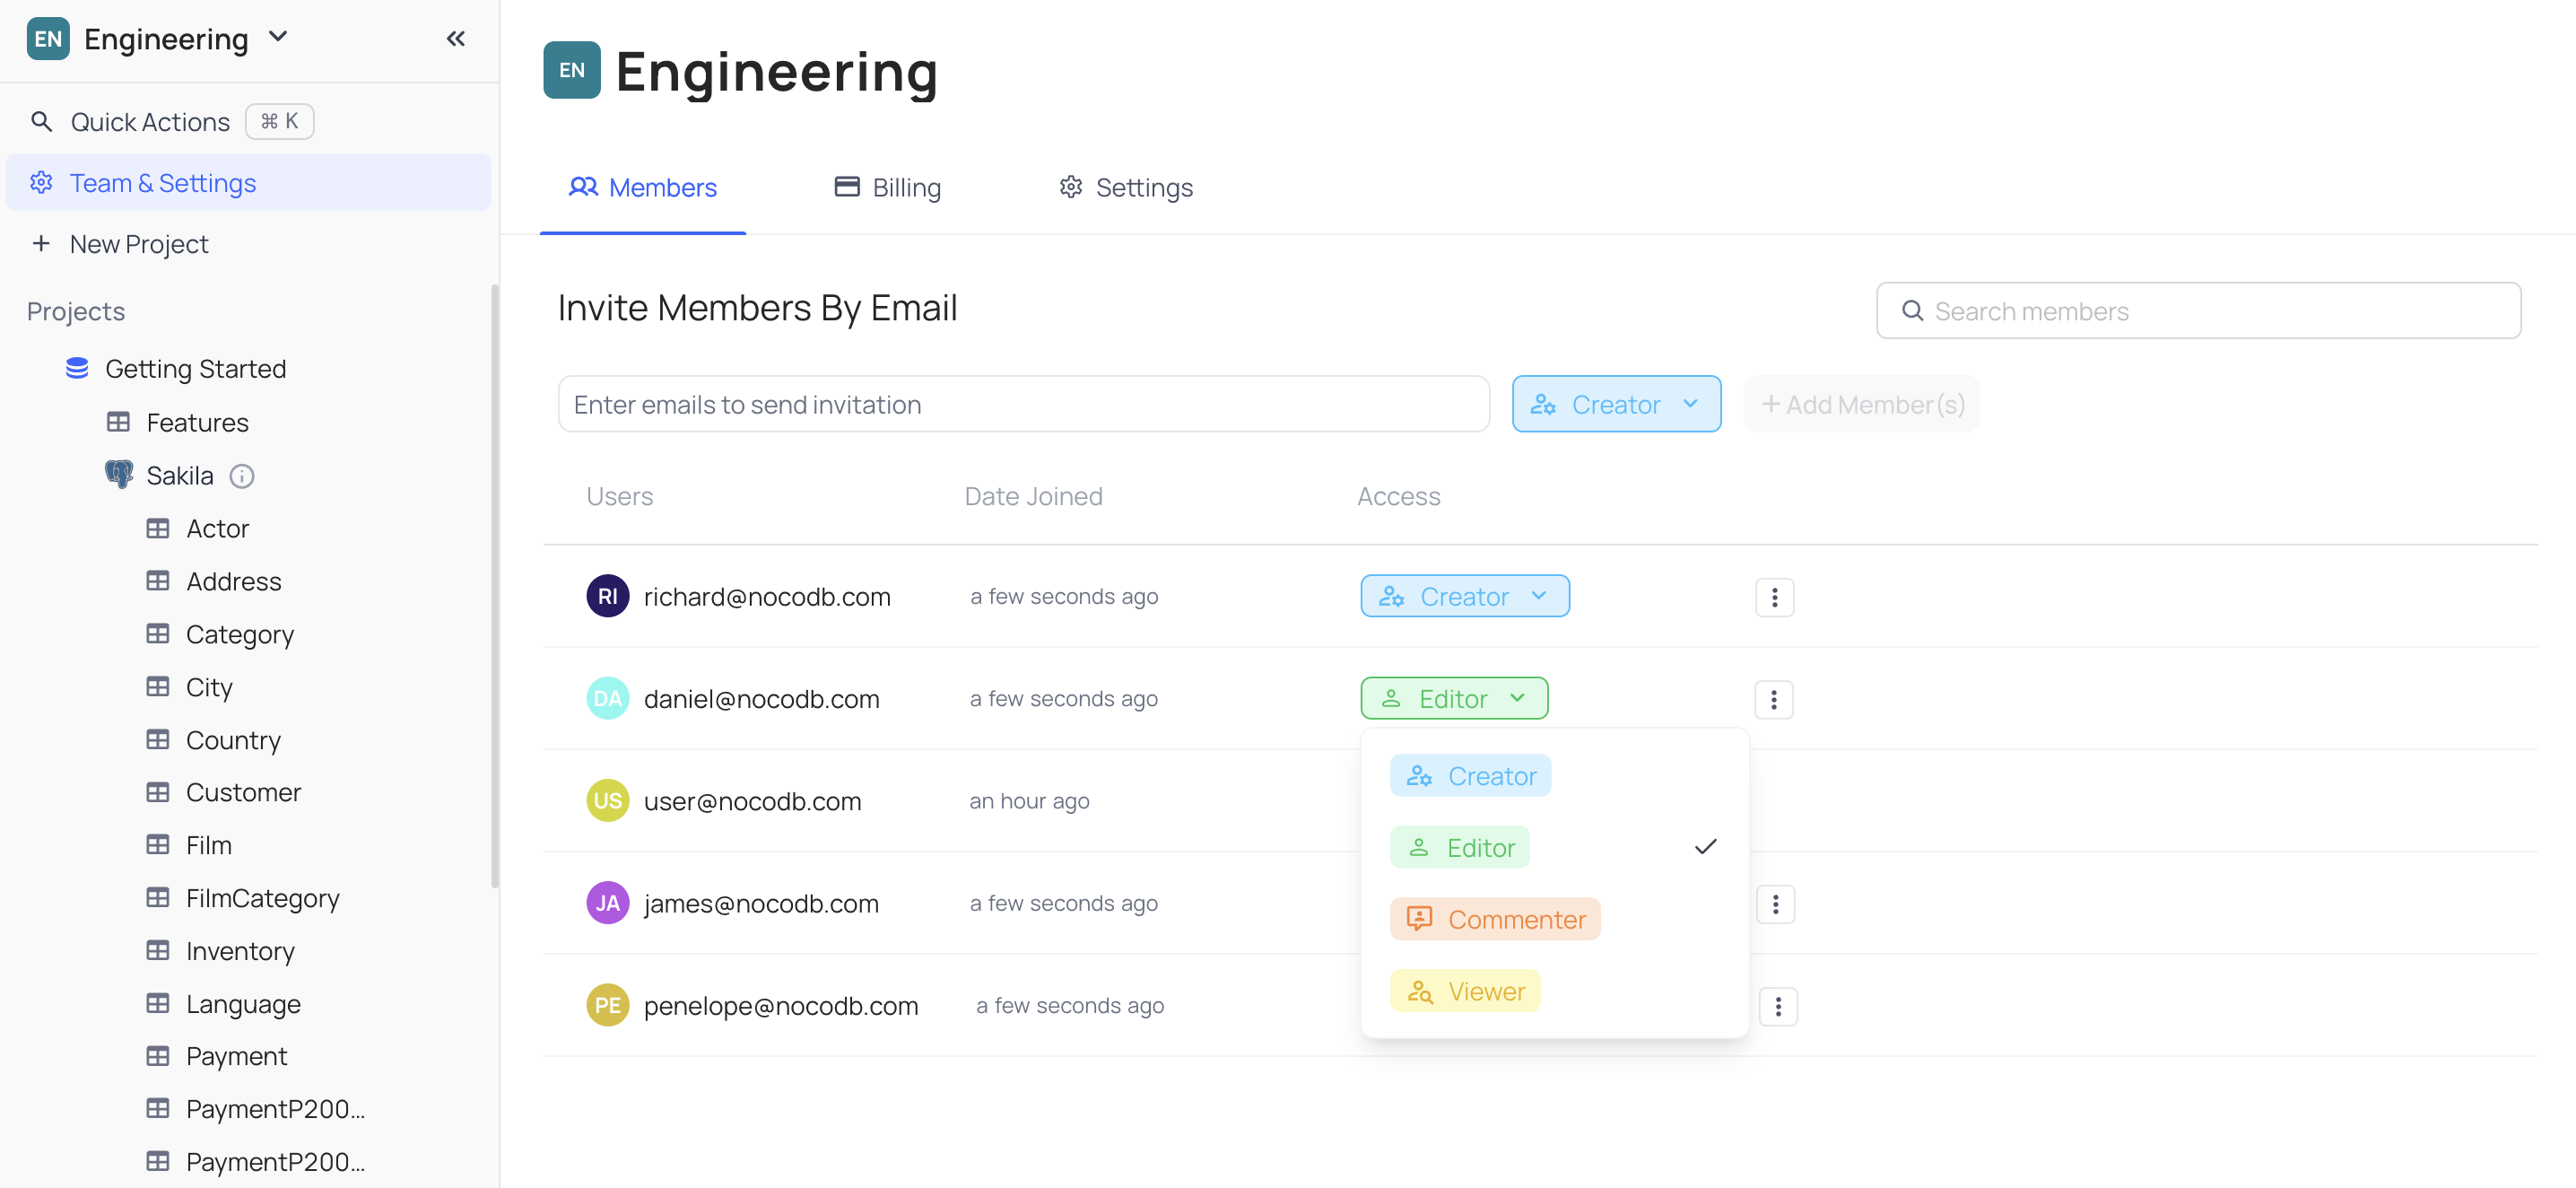 EN Engineering
Quick Actions ⌘ K
Team & Settings
+ New Project
Projects
Getting Started
Features
Sakila
Actor
Address
Category
City
Country
Customer
Film
FilmCategory
Inventory
Language
Payment
PaymentP200...
PaymentP200...
EN Engineering
Members Billing Settings
Invite Members By Email
Search members
Enter emails to send invitation Creator + Add Member(s)
Users Date Joined Access
RI richard@nocodb.com a few seconds ago Creator
DA daniel@nocodb.com a few seconds ago Editor
US user@nocodb.com an hour ago
JA james@nocodb.com a few seconds ago
PE penelope@nocodb.com a few seconds ago
Creator
Editor
Commenter
Viewer